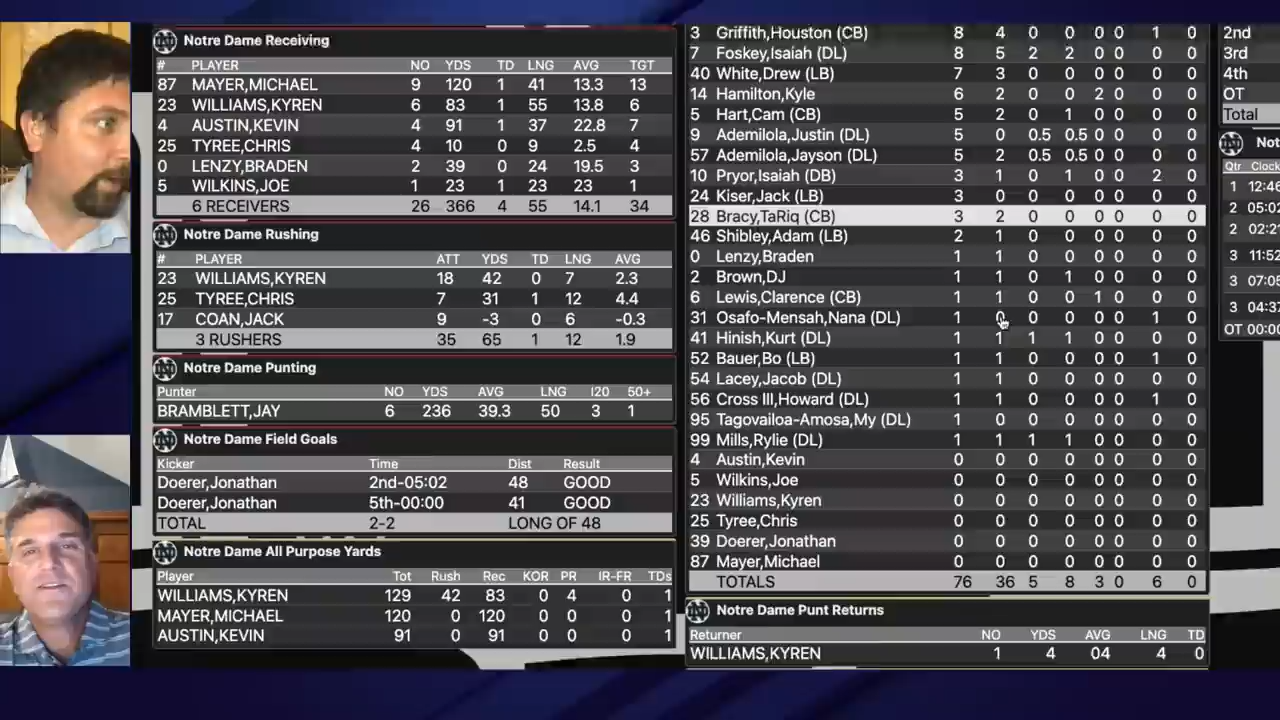 Notre Dame Receiving
# PLAYER NO YDS TD LNG AVG TGT
87 MAYER,MICHAEL 9 120 1 41 13.3 13
23 WILLIAMS,KYREN 6 83 1 55 13.8 6
4 AUSTIN,KEVIN 4 91 1 37 22.8 7
25 TYREE,CHRIS 4 10 0 9 2.5 4
0 LENZY,BRADEN 2 39 0 24 19.5 3
5 WILKINS,JOE 1 23 1 23 23 1
6 RECEIVERS 26 366 4 55 14.1 34
Notre Dame Rushing
# PLAYER ATT YDS TD LNG AVG
23 WILLIAMS,KYREN 18 42 0 7 2.3
25 TYREE,CHRIS 7 31 1 12 4.4
17 COAN,JACK 9 -3 0 6 -0.3
3 RUSHERS 35 65 1 12 1.9
Notre Dame Punting
Punter NO YDS AVG LNG I20 50+
BRAMBLETT,JAY 6 236 39.3 50 3 1
Notre Dame Field Goals
Kicker Time Dist Result
Doerer,Jonathan 2nd-05:02 48 GOOD
Doerer,Jonathan 5th-00:00 41 GOOD
TOTAL 2-2 LONG OF 48
Notre Dame All Purpose Yards
Player Tot Rush Rec KOR PR IR-FR TDs
WILLIAMS,KYREN 129 42 83 0 4 0 1
MAYER,MICHAEL 120 0 120 0 0 0 1
AUSTIN,KEVIN 91 0 91 0 0 0 1
3 Griffith,Houston (CB) 8 4 0 0 0 0 1 0
7 Foskey,Isaiah (DL) 8 5 2 2 0 0 0 0
40 White,Drew (LB) 7 3 0 0 0 0 0 0
14 Hamilton,Kyle 6 2 0 0 2 0 0 0
5 Hart,Cam (CB) 5 2 0 1 0 0 0 0
9 Ademilola,Justin (DL) 5 0 0.5 0.5 0 0 0 0
57 Ademilola,Jayson (DL) 5 2 0.5 0.5 0 0 0 0
10 Pryor,Isaiah (DB) 3 1 0 1 0 0 2 0
24 Kiser,Jack (LB) 3 0 0 0 0 0 0 0
28 Bracy,TaRiq (CB) 3 2 0 0 0 0 0 0
46 Shibley,Adam (LB) 2 1 0 0 0 0 0 0
0 Lenzy,Braden 1 1 0 0 0 0 0 0
2 Brown,DJ 1 1 0 1 0 0 0 0
6 Lewis,Clarence (CB) 1 1 0 0 1 0 0 0
31 Osafo-Mensah,Nana (DL) 1 0 0 0 0 0 1 0
41 Hinish,Kurt (DL) 1 1 1 1 0 0 0 0
52 Bauer,Bo (LB) 1 1 0 0 0 0 1 0
54 Lacey,Jacob (DL) 1 1 0 0 0 0 0 0
56 Cross III,Howard (DL) 1 1 0 0 0 0 1 0
95 Tagovailoa-Amosa,My (DL) 1 0 0 0 0 0 0 0
99 Mills,Rylie (DL) 1 1 1 1 0 0 0 0
4 Austin,Kevin 0 0 0 0 0 0 0 0
5 Wilkins,Joe 0 0 0 0 0 0 0 0
23 Williams,Kyren 0 0 0 0 0 0 0 0
25 Tyree,Chris 0 0 0 0 0 0 0 0
39 Doerer,Jonathan 0 0 0 0 0 0 0 0
87 Mayer,Michael 0 0 0 0 0 0 0 0
TOTALS 76 36 5 8 3 0 6 0
Notre Dame Punt Returns
Returner NO YDS AVG LNG TD
WILLIAMS,KYREN 1 4 04 4 0
2nd
3rd
4th
OT
Total
Not
Qtr Clock
1 12:46
2 05:02
2 02:21
3 11:52
3 07:05
3 04:37
OT 00:00